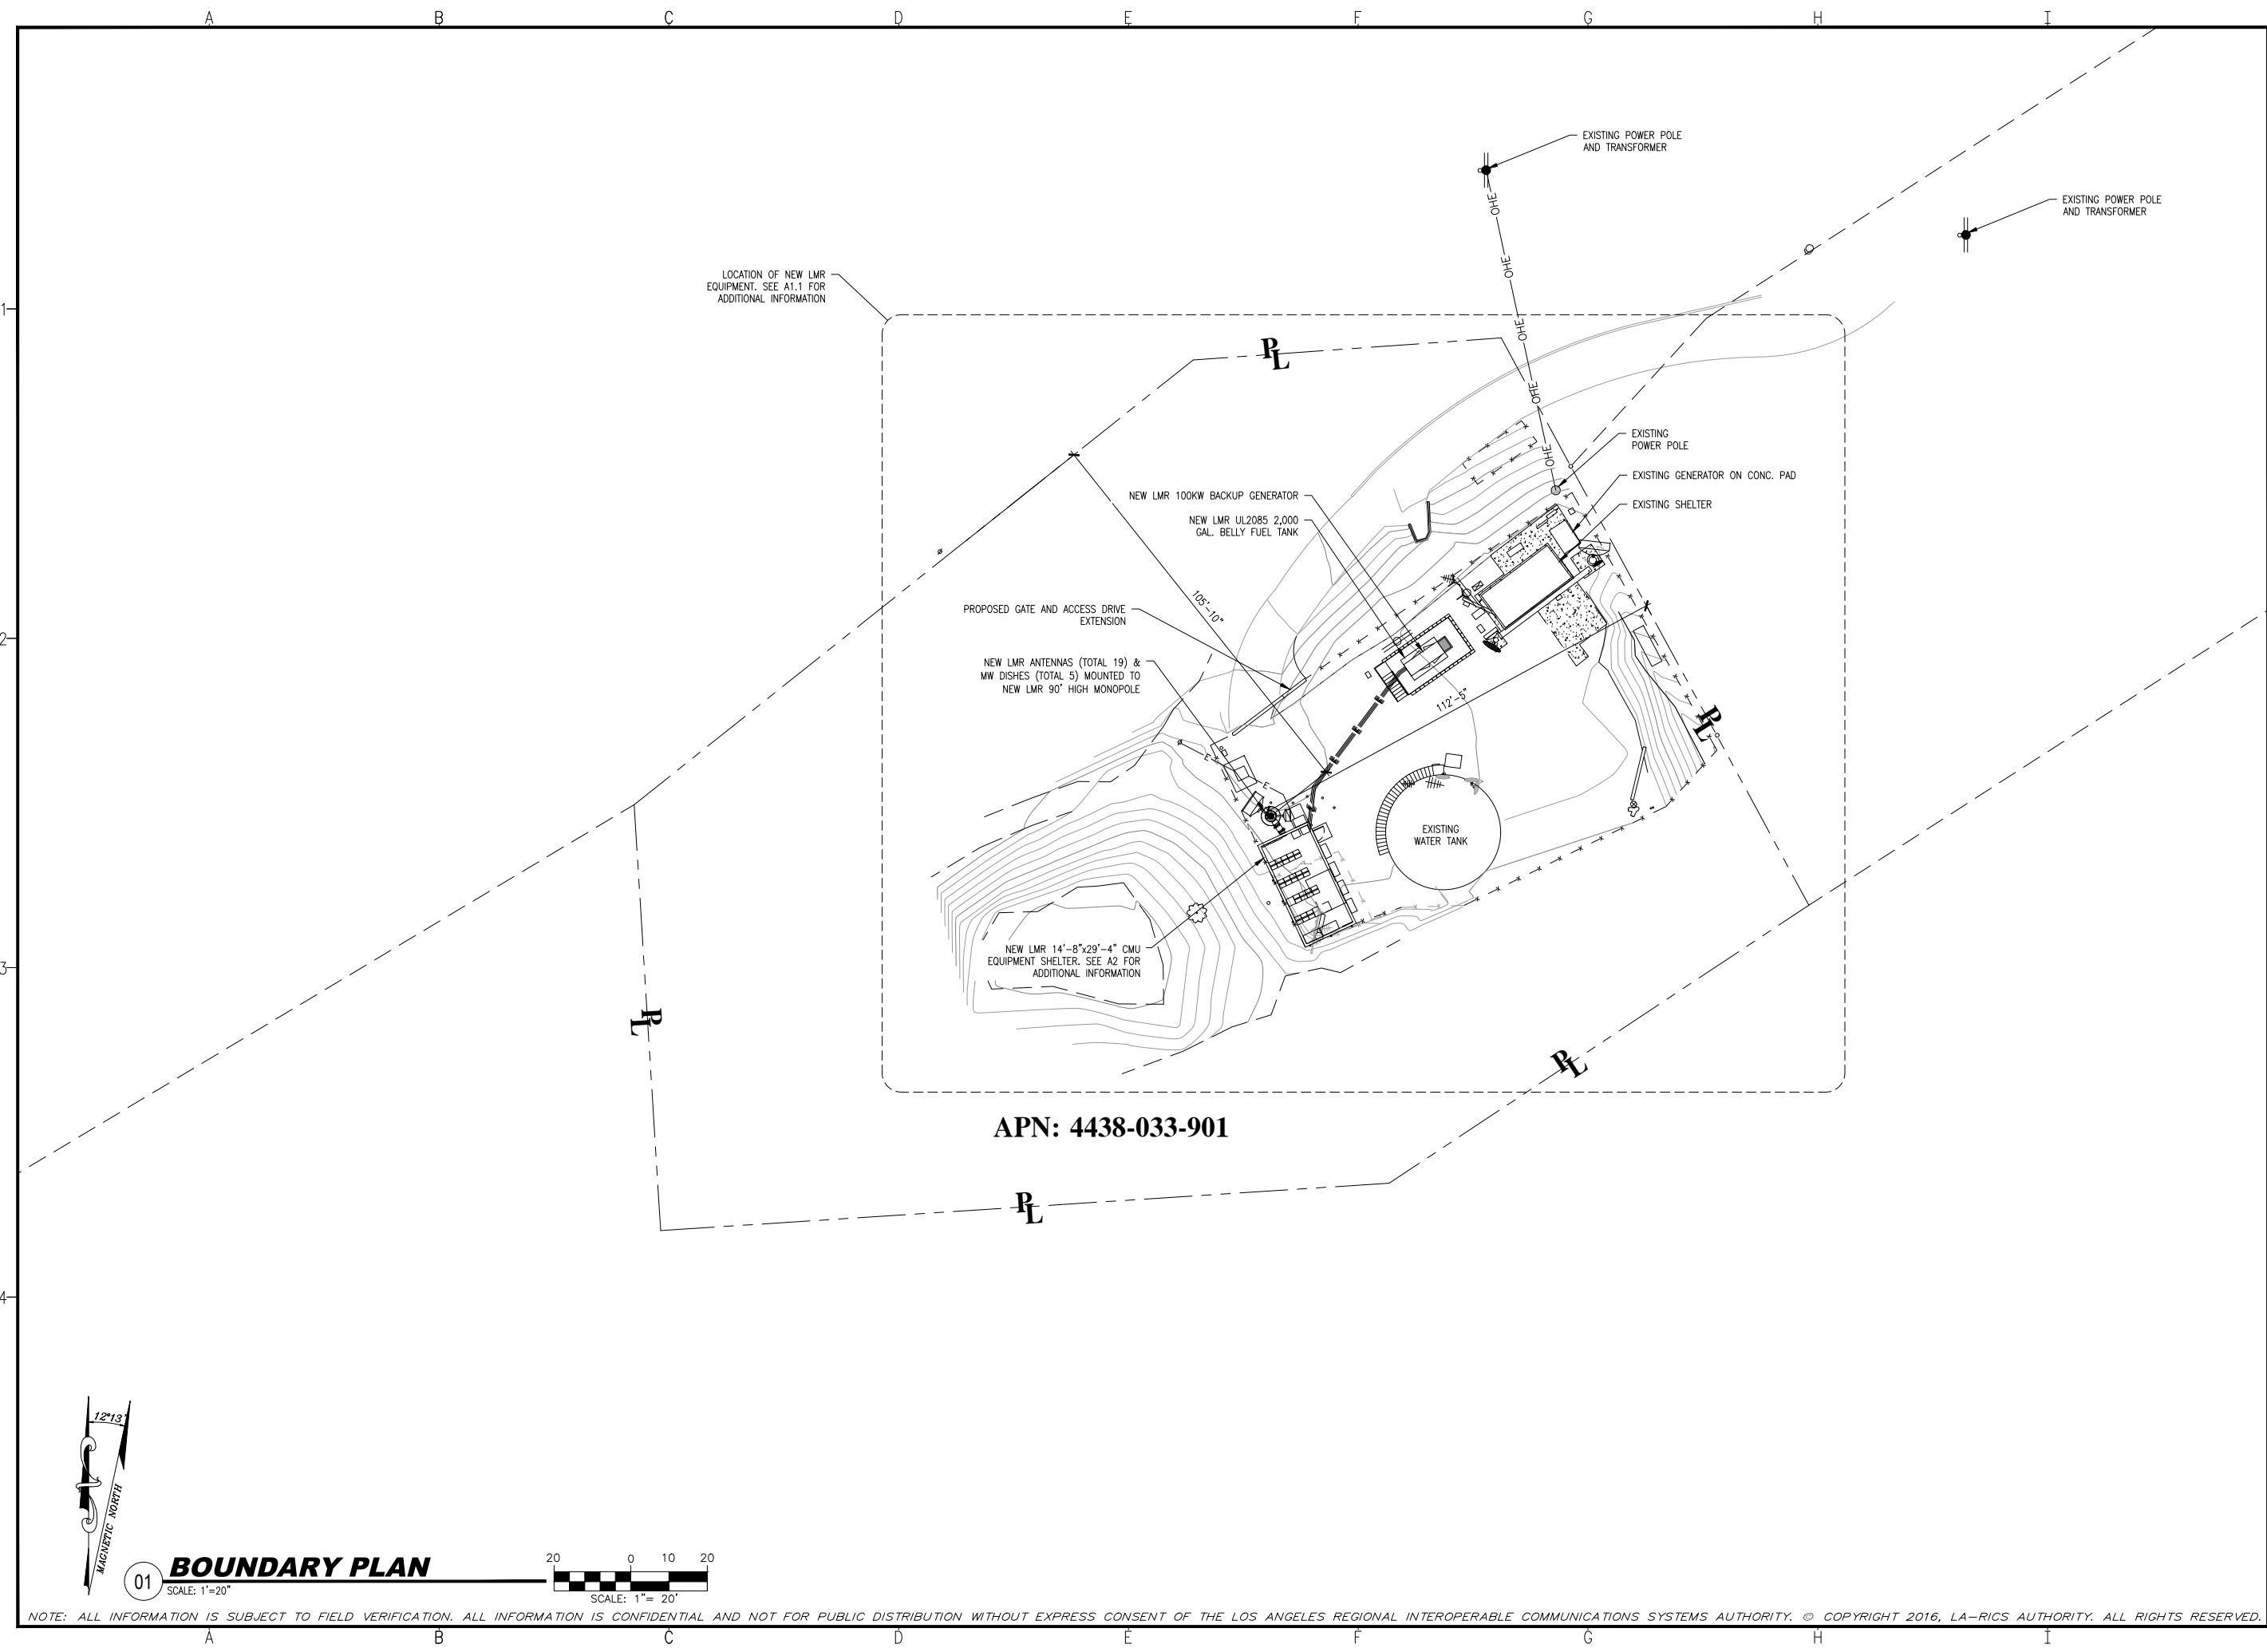 A B C D E F G H I
EXISTING POWER POLE
AND TRANSFORMER
EXISTING POWER POLE
AND TRANSFORMER
LOCATION OF NEW LMR
EQUIPMENT. SEE A1.1 FOR
ADDITIONAL INFORMATION
1
OHE
OHE
OHE
OHE
OHE
PL
EXISTING
POWER POLE
EXISTING GENERATOR ON CONC. PAD
EXISTING SHELTER
NEW LMR 100KW BACKUP GENERATOR
NEW LMR UL2085 2,000
GAL. BELLY FUEL TANK
105'-10"
PROPOSED GATE AND ACCESS DRIVE
EXTENSION
2
NEW LMR ANTENNAS (TOTAL 19) &
MW DISHES (TOTAL 5) MOUNTED TO
NEW LMR 90' HIGH MONOPOLE
112'-5"
PL
E
E
EXISTING
WATER TANK
NEW LMR 14'-8"x29'-4" CMU
EQUIPMENT SHELTER. SEE A2 FOR
ADDITIONAL INFORMATION
3
PL
PL
APN: 4438-033-901
PL
4
12°13'
MAGNETIC NORTH
01
BOUNDARY PLAN
SCALE: 1'=20"
20 0 10 20
SCALE: 1"= 20'
NOTE: ALL INFORMATION IS SUBJECT TO FIELD VERIFICATION. ALL INFORMATION IS CONFIDENTIAL AND NOT FOR PUBLIC DISTRIBUTION WITHOUT EXPRESS CONSENT OF THE LOS ANGELES REGIONAL INTEROPERABLE COMMUNICATIONS SYSTEMS AUTHORITY. © COPYRIGHT 2016, LA-RICS AUTHORITY. ALL RIGHTS RESERVED.
A B C D E F G H I